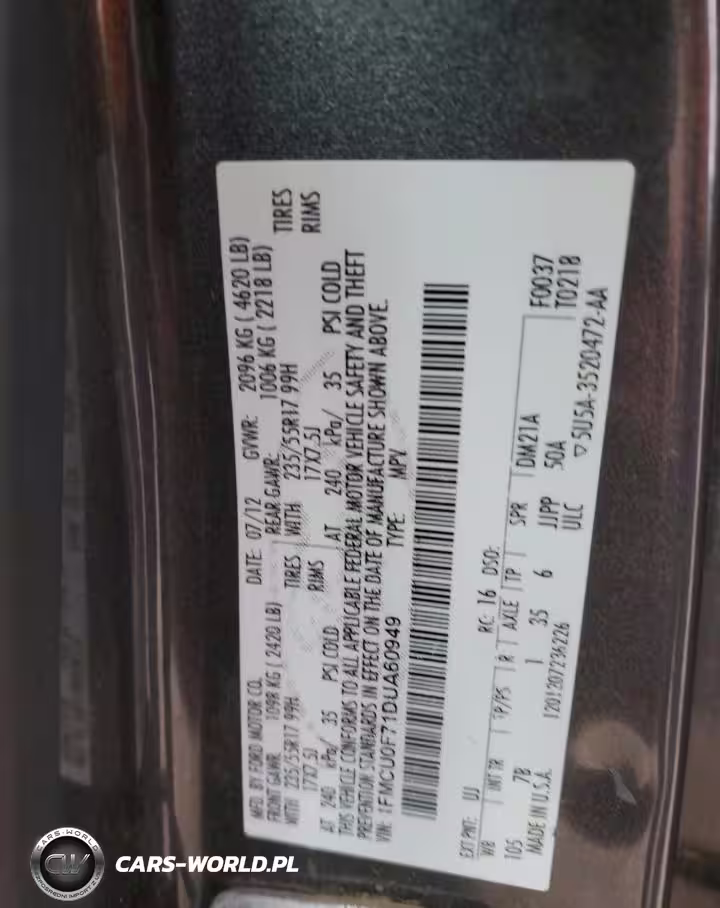 MFD. BY FORD MOTOR CO.
DATE: 07/12 GVWR: 2096 KG ( 4620 LB)
FRONT GAWR: 1098 KG ( 2420 LB) REAR GAWR: 1006 KG ( 2218 LB)
WITH 235/55R17 99H TIRES WITH 235/55R17 99H TIRES
17X7.5J RIMS 17X7.5J RIMS
AT 240 kPa/ 35 PSI COLD AT 240 kPa/ 35 PSI COLD
THIS VEHICLE CONFORMS TO ALL APPLICABLE FEDERAL MOTOR VEHICLE SAFETY AND THEFT
PREVENTION STANDARDS IN EFFECT ON THE DATE OF MANUFACTURE SHOWN ABOVE.
VIN: 1FMCU0F71DUA60949 TYPE: MPV
EXT PNT: UJ RC: 16 DSO: F0037
WB INT TR TP/PS R AXLE TP SPR DM21A T0218
105 7B 1 35 6 JJPP 50A
MADE IN U.S.A. 1201207236226 ULC
▽5U5A-3520472-AA
CARS-WORLD
CW
CARS-WORLD.PL